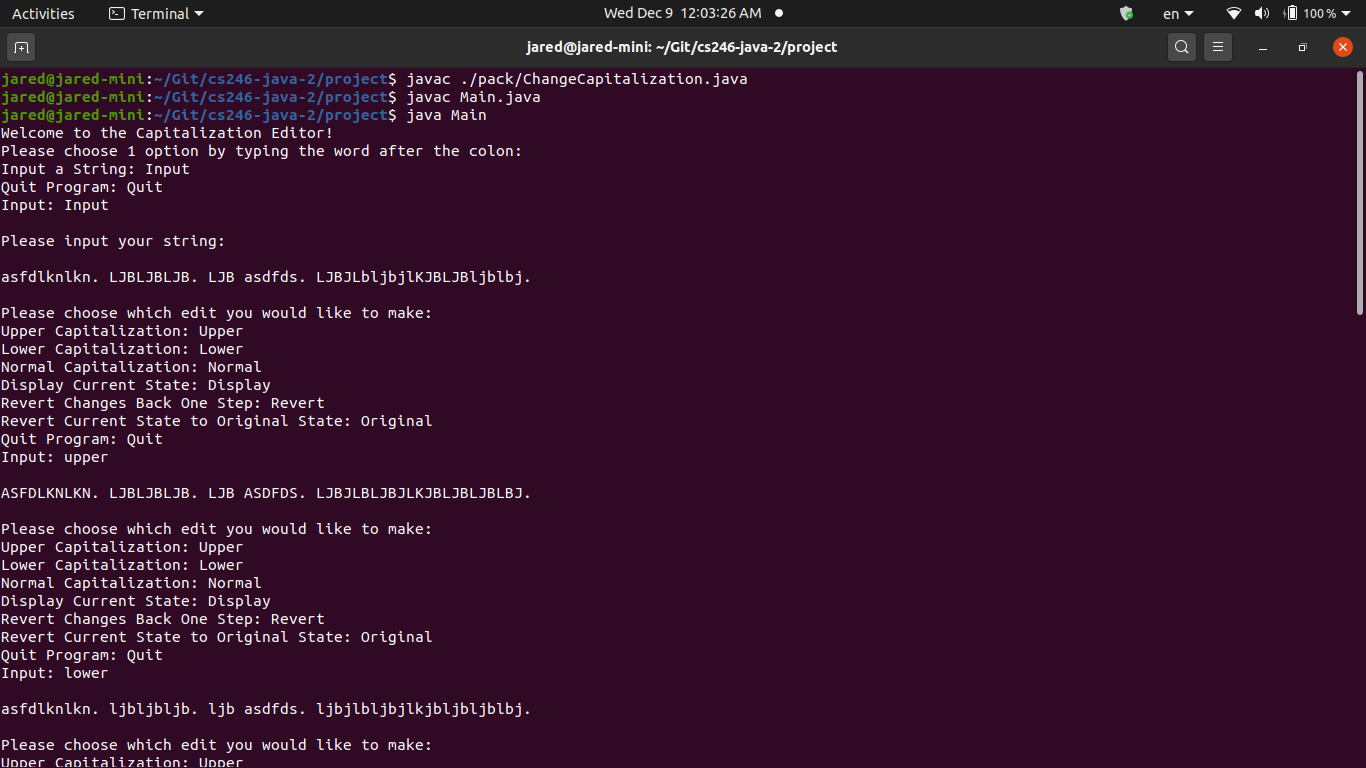 Activities Terminal Wed Dec 9 12:03:26 AM en 100 %
jared@jared-mini: ~/Git/cs246-java-2/project
jared@jared-mini:~/Git/cs246-java-2/project$ javac ./pack/ChangeCapitalization.java
jared@jared-mini:~/Git/cs246-java-2/project$ javac Main.java
jared@jared-mini:~/Git/cs246-java-2/project$ java Main
Welcome to the Capitalization Editor!
Please choose 1 option by typing the word after the colon:
Input a String: Input
Quit Program: Quit
Input: Input
Please input your string:
asfdlknlkn. LJBLJBLJB. LJB asdfds. LJBJLbljbjlKJBLJBljblbj.
Please choose which edit you would like to make:
Upper Capitalization: Upper
Lower Capitalization: Lower
Normal Capitalization: Normal
Display Current State: Display
Revert Changes Back One Step: Revert
Revert Current State to Original State: Original
Quit Program: Quit
Input: upper
ASFDLKNLKN. LJBLJBLJB. LJB ASDFDS. LJBJLBLJBJLKJBLJBLJBLBJ.
Please choose which edit you would like to make:
Upper Capitalization: Upper
Lower Capitalization: Lower
Normal Capitalization: Normal
Display Current State: Display
Revert Changes Back One Step: Revert
Revert Current State to Original State: Original
Quit Program: Quit
Input: lower
asfdlknlkn. ljbljbljb. ljb asdfds. ljbjlbljbjlkjbljbljblbj.
Please choose which edit you would like to make:
Upper Capitalization: Upper